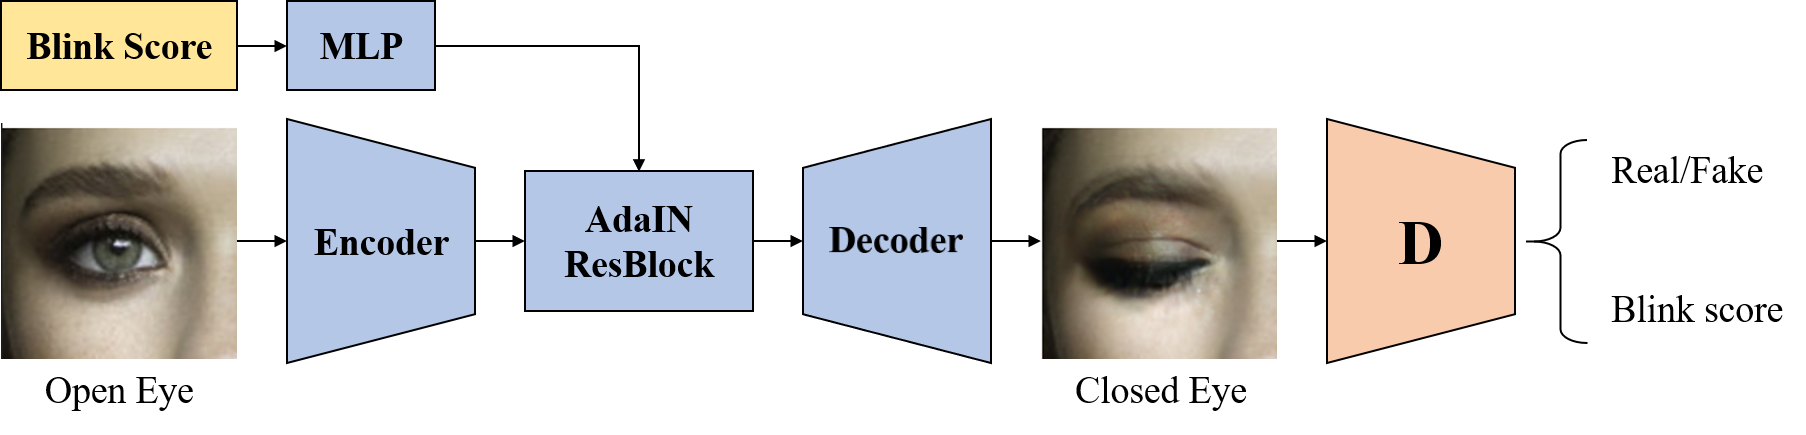 Blink Score
MLP
Encoder
AdaIN
ResBlock
Decoder
D
Real/Fake
Blink score
Open Eye
Closed Eye